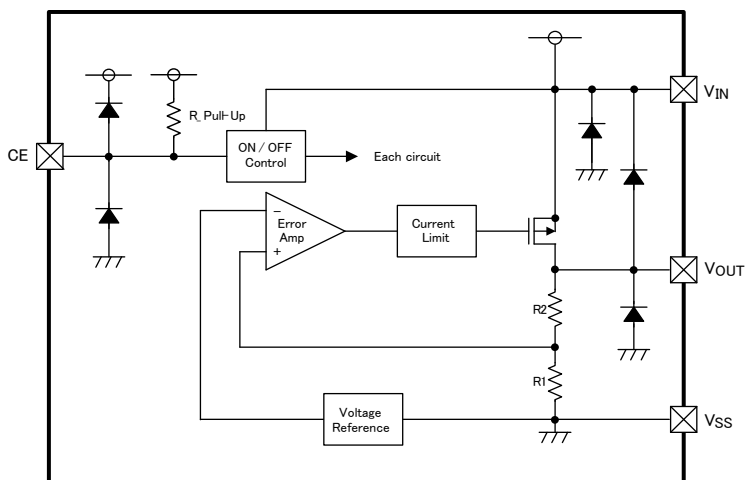 VIN
R_Pull-Up
CE
ON / OFF
Control
Each circuit
−
Error
Amp
+
Current
Limit
VOUT
R2
R1
Voltage
Reference
VSS